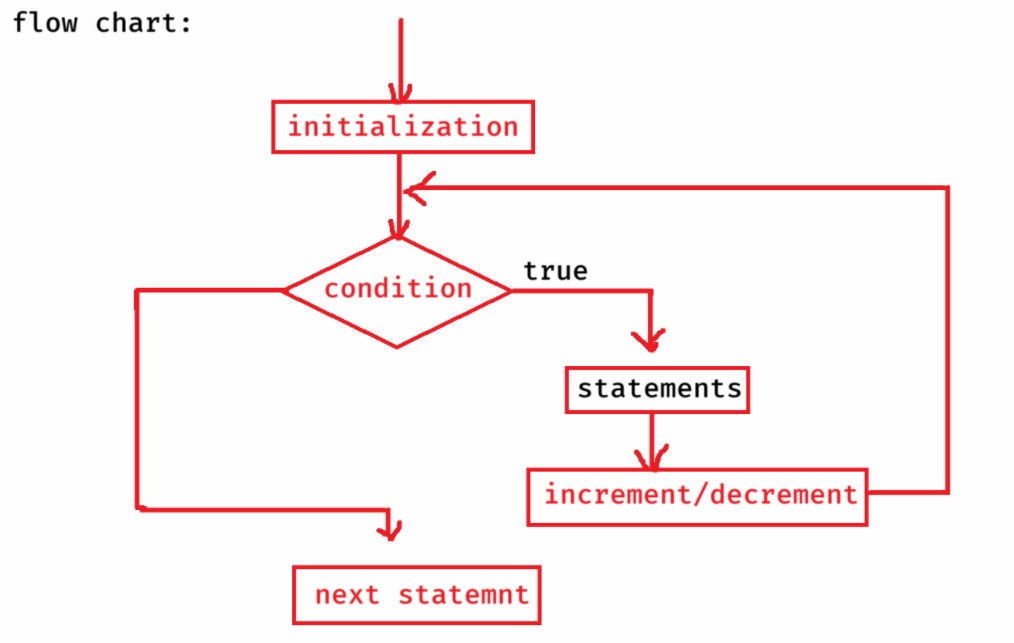 flow chart:
initialization
condition
true
statements
increment/decrement
next statemnt